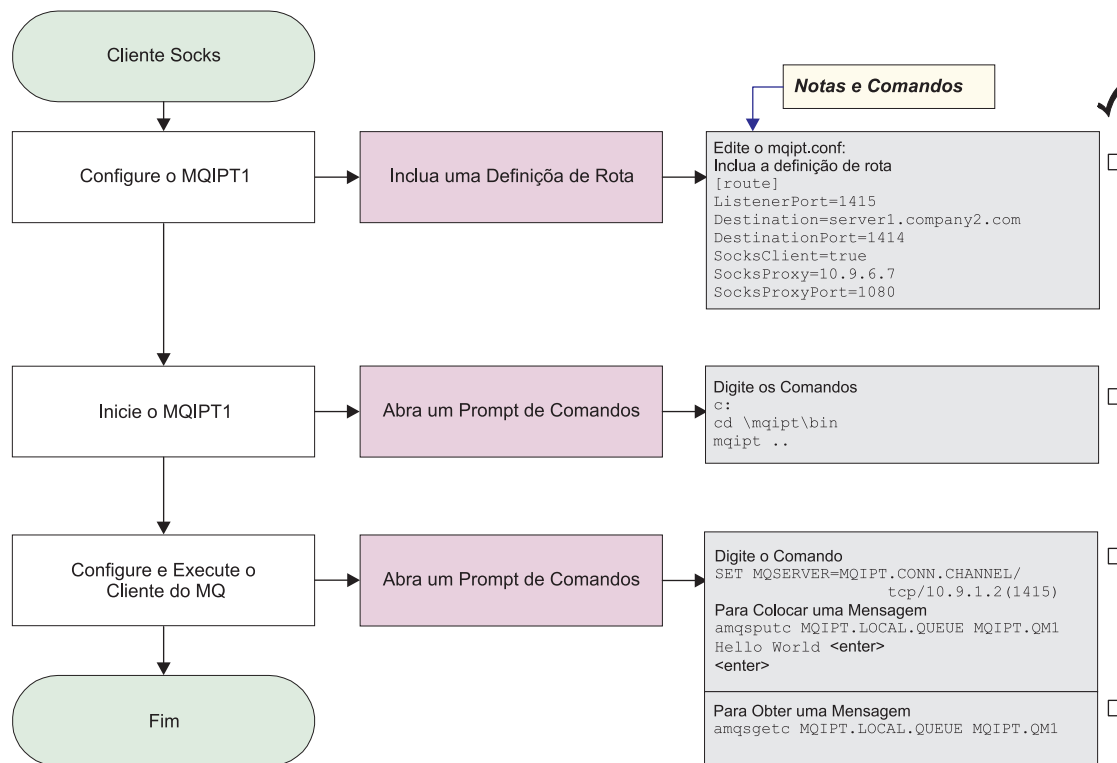 Cliente Socks
Notas e Comandos
Configure o MQIPT1
Inclua uma Definiçõa de Rota
Edite o mqipt.conf:
Inclua a definição de rota
[route]
ListenerPort=1415
Destination=server1.company2.com
DestinationPort=1414
SocksClient=true
SocksProxy=10.9.6.7
SocksProxyPort=1080
Inicie o MQIPT1
Abra um Prompt de Comandos
Digite os Comandos
c:
cd \mqipt\bin
mqipt ..
Configure e Execute o
Cliente do MQ
Abra um Prompt de Comandos
Digite o Comando
SET MQSERVER=MQIPT.CONN.CHANNEL/
tcp/10.9.1.2(1415)
Para Colocar uma Mensagem
amqsputc MQIPT.LOCAL.QUEUE MQIPT.QM1
Hello World <enter>
<enter>
Para Obter uma Mensagem
amqsgetc MQIPT.LOCAL.QUEUE MQIPT.QM1
Fim